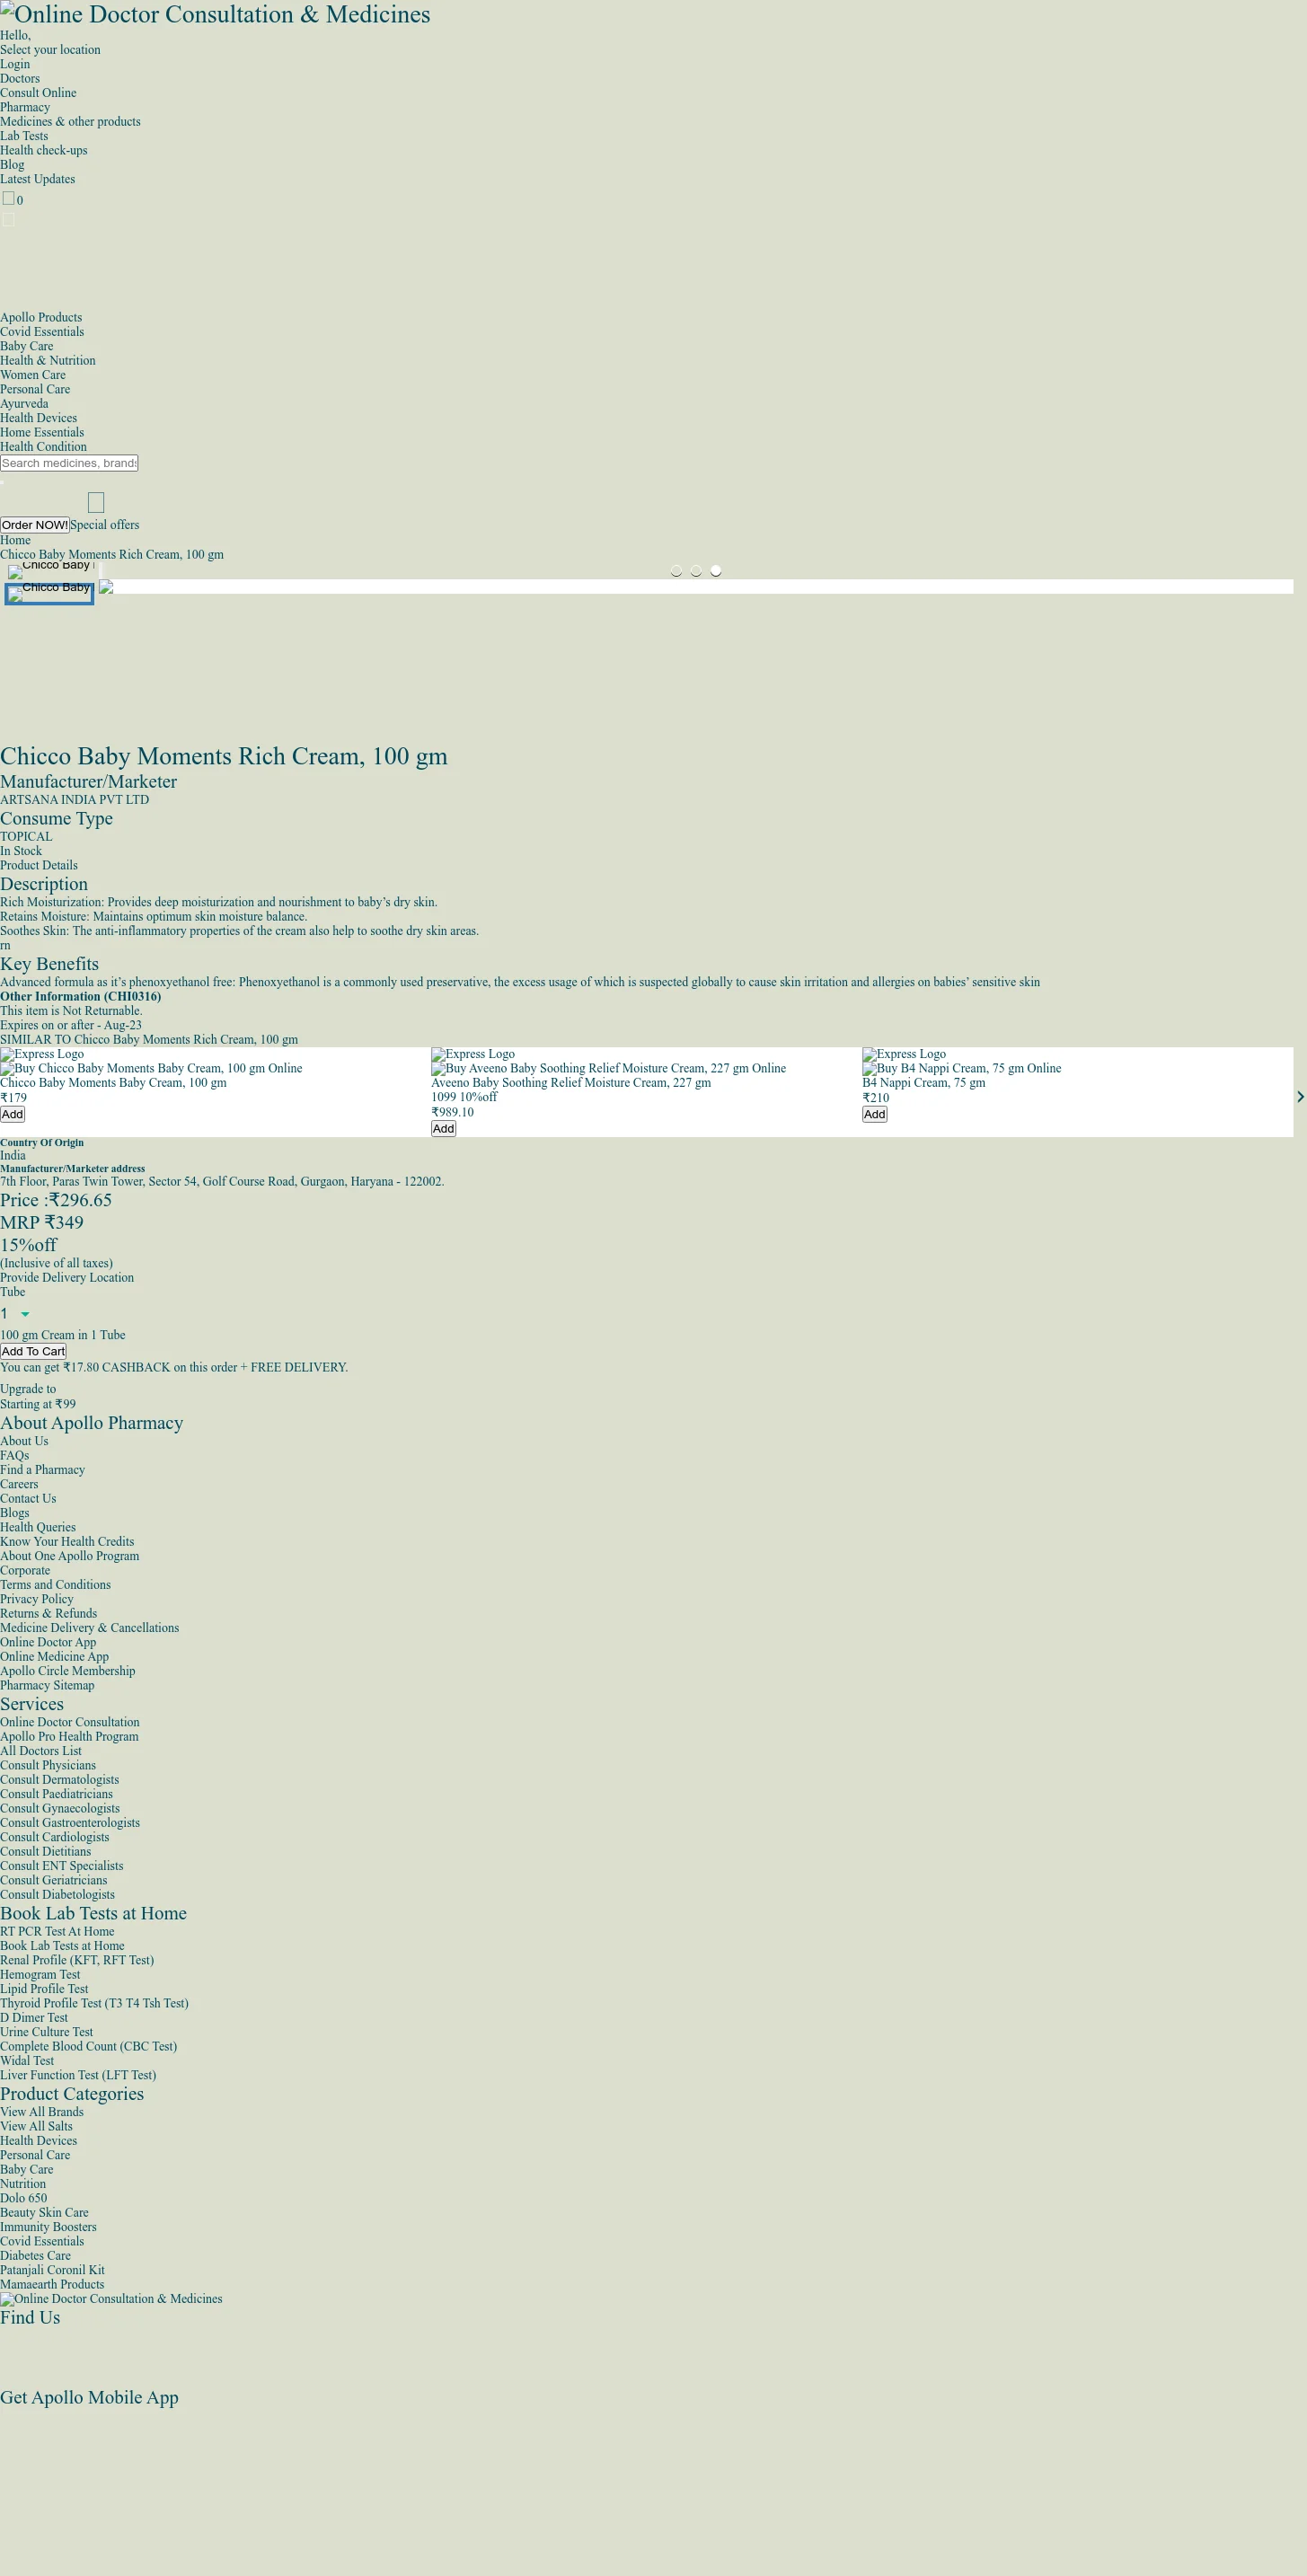 Online Doctor Consultation & Medicines
Hello,
Select your location
Login
Doctors
Consult Online
Pharmacy
Medicines & other products
Lab Tests
Health check-ups
Blog
Latest Updates
0
Apollo Products
Covid Essentials
Baby Care
Health & Nutrition
Women Care
Personal Care
Ayurveda
Health Devices
Home Essentials
Health Condition
Search medicines, brands
Order NOW! Special offers
Home
Chicco Baby Moments Rich Cream, 100 gm
Chicco Baby
Chicco Baby
Chicco Baby Moments Rich Cream, 100 gm
Manufacturer/Marketer
ARTSANA INDIA PVT LTD
Consume Type
TOPICAL
In Stock
Product Details
Description
Rich Moisturization: Provides deep moisturization and nourishment to baby’s dry skin.
Retains Moisture: Maintains optimum skin moisture balance.
Soothes Skin: The anti-inflammatory properties of the cream also help to soothe dry skin areas.
rn
Key Benefits
Advanced formula as it’s phenoxyethanol free: Phenoxyethanol is a commonly used preservative, the excess usage of which is suspected globally to cause skin irritation and allergies on babies’ sensitive skin
Other Information (CHI0316)
This item is Not Returnable.
Expires on or after - Aug-23
SIMILAR TO Chicco Baby Moments Rich Cream, 100 gm
Express Logo
Buy Chicco Baby Moments Baby Cream, 100 gm Online
Chicco Baby Moments Baby Cream, 100 gm
₹179
Add
Express Logo
Buy Aveeno Baby Soothing Relief Moisture Cream, 227 gm Online
Aveeno Baby Soothing Relief Moisture Cream, 227 gm
1099 10%off
₹989.10
Add
Express Logo
Buy B4 Nappi Cream, 75 gm Online
B4 Nappi Cream, 75 gm
₹210
Add
Country Of Origin
India
Manufacturer/Marketer address
7th Floor, Paras Twin Tower, Sector 54, Golf Course Road, Gurgaon, Haryana - 122002.
Price :₹296.65
MRP ₹349
15%off
(Inclusive of all taxes)
Provide Delivery Location
Tube
1
100 gm Cream in 1 Tube
Add To Cart
You can get ₹17.80 CASHBACK on this order + FREE DELIVERY.
Upgrade to
Starting at ₹99
About Apollo Pharmacy
About Us
FAQs
Find a Pharmacy
Careers
Contact Us
Blogs
Health Queries
Know Your Health Credits
About One Apollo Program
Corporate
Terms and Conditions
Privacy Policy
Returns & Refunds
Medicine Delivery & Cancellations
Online Doctor App
Online Medicine App
Apollo Circle Membership
Pharmacy Sitemap
Services
Online Doctor Consultation
Apollo Pro Health Program
All Doctors List
Consult Physicians
Consult Dermatologists
Consult Paediatricians
Consult Gynaecologists
Consult Gastroenterologists
Consult Cardiologists
Consult Dietitians
Consult ENT Specialists
Consult Geriatricians
Consult Diabetologists
Book Lab Tests at Home
RT PCR Test At Home
Book Lab Tests at Home
Renal Profile (KFT, RFT Test)
Hemogram Test
Lipid Profile Test
Thyroid Profile Test (T3 T4 Tsh Test)
D Dimer Test
Urine Culture Test
Complete Blood Count (CBC Test)
Widal Test
Liver Function Test (LFT Test)
Product Categories
View All Brands
View All Salts
Health Devices
Personal Care
Baby Care
Nutrition
Dolo 650
Beauty Skin Care
Immunity Boosters
Covid Essentials
Diabetes Care
Patanjali Coronil Kit
Mamaearth Products
Online Doctor Consultation & Medicines
Find Us
Get Apollo Mobile App